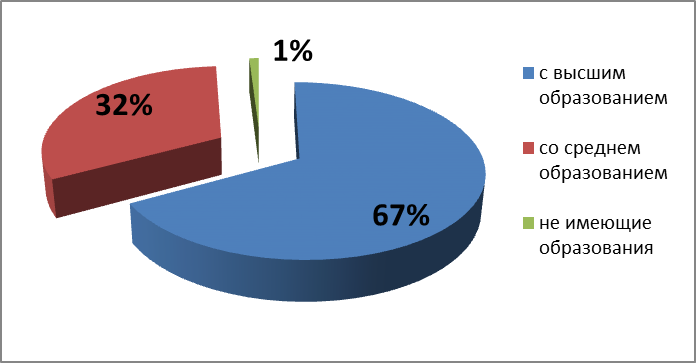 1%
32%
67%
с высшим
образованием
со среднем
образованием
не имеющие
образования